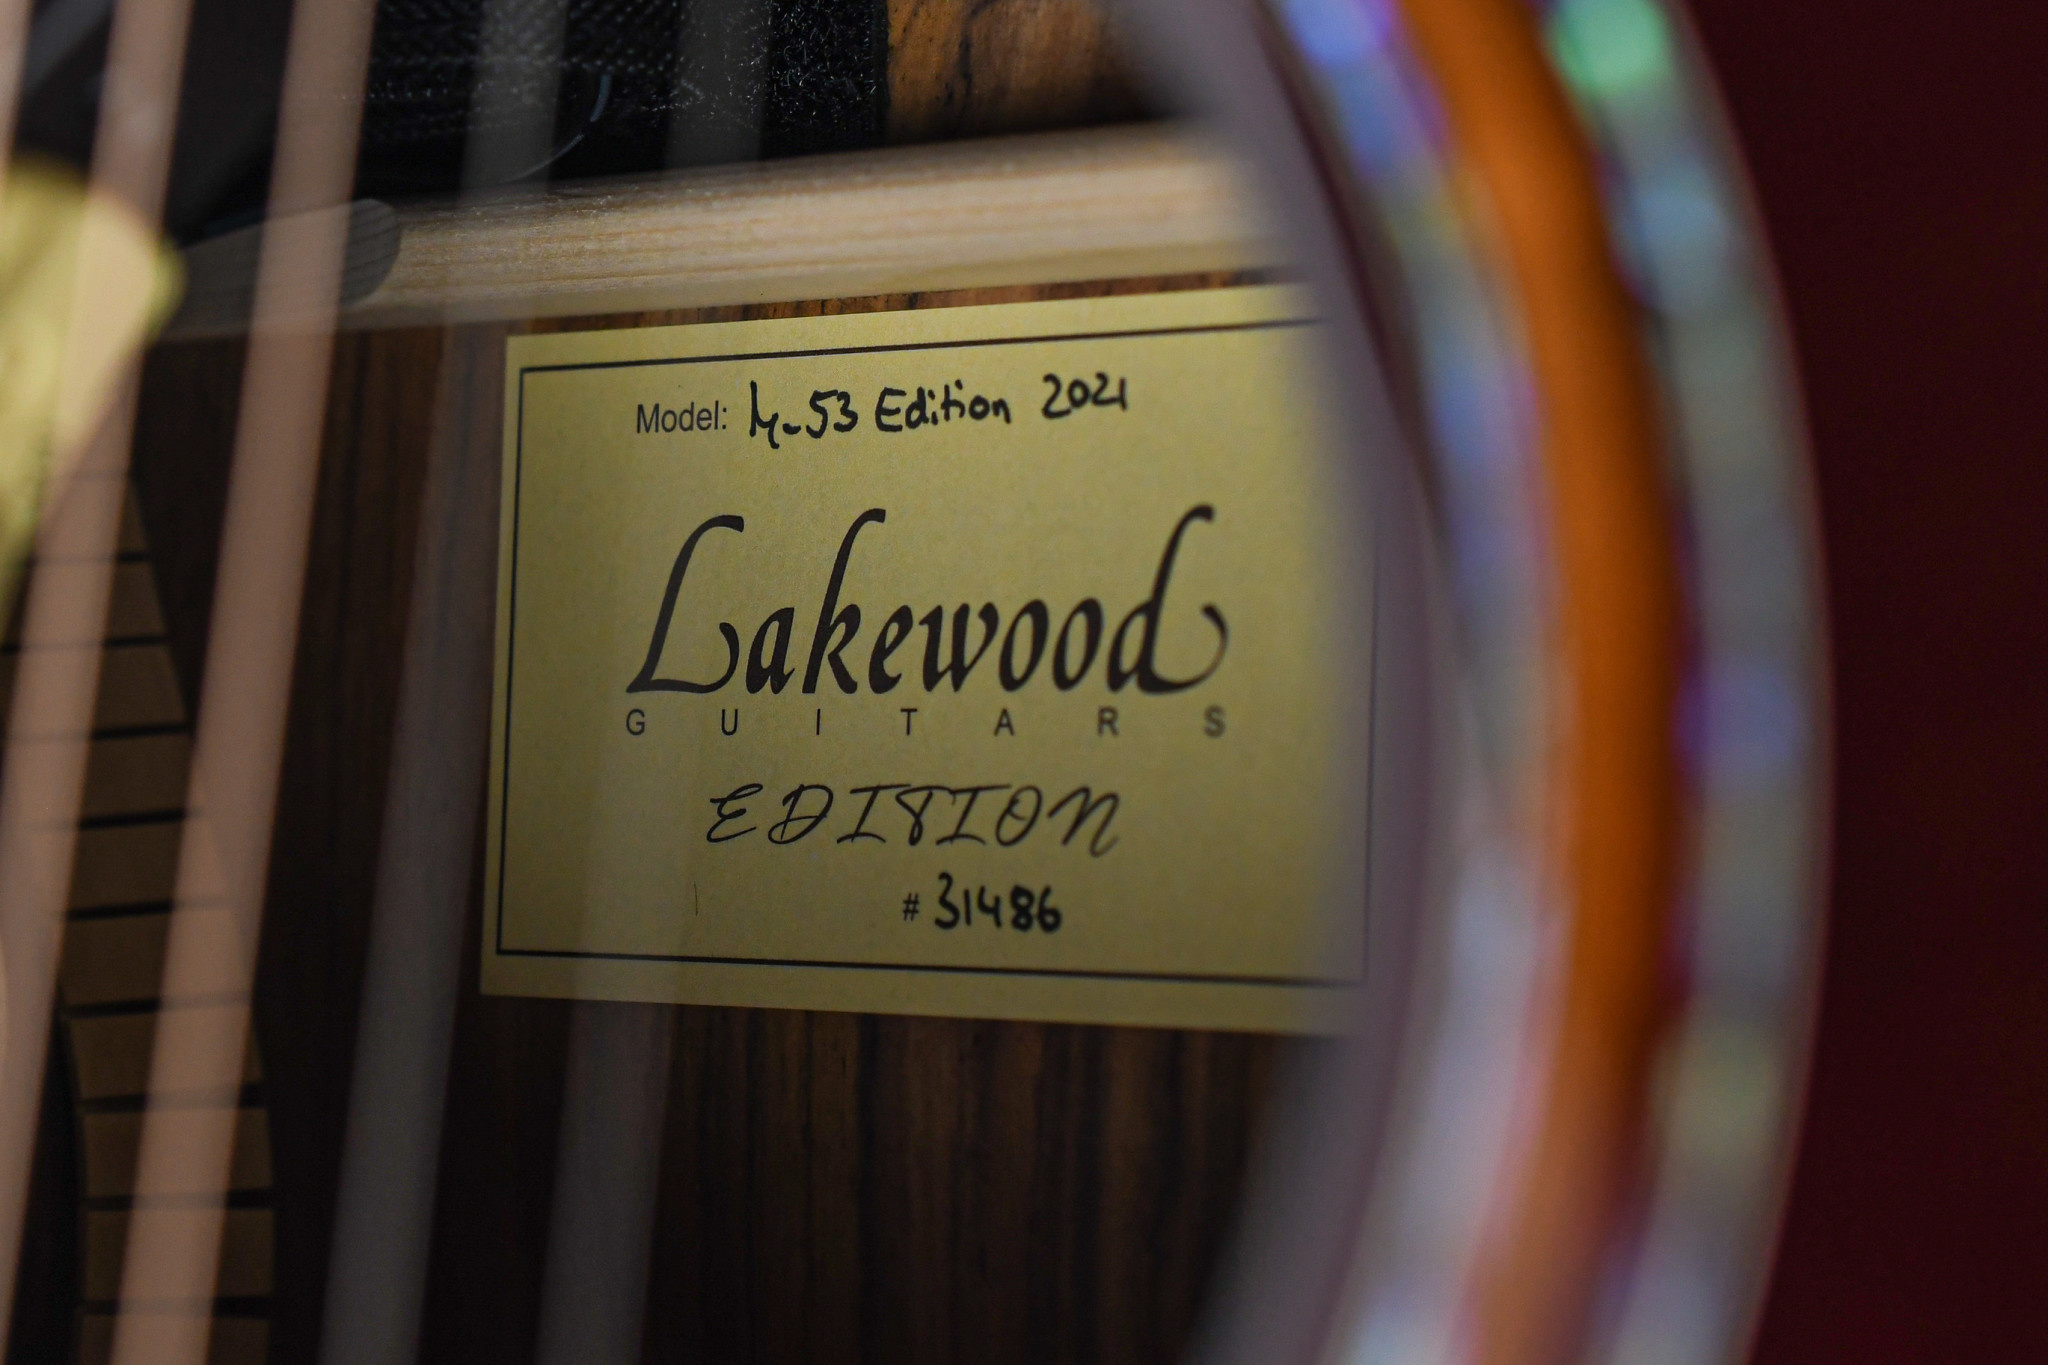 Model: M-53 Edition 2021
Lakewood
GUITARS
EDITION
# 31486